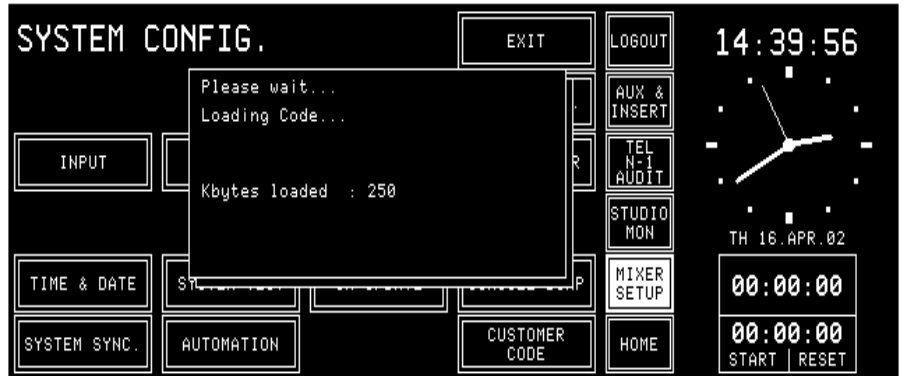 SYSTEM CONFIG.
EXIT
LOGOUT
14:39:56
Please wait...
Loading Code...
Kbytes loaded : 250
AUX &
INSERT
INPUT
TEL
N-1
AUDIT
STUDIO
MON
TH 16.APR.02
TIME & DATE
MIXER
SETUP
00:00:00
SYSTEM SYNC.
AUTOMATION
CUSTOMER
CODE
HOME
00:00:00
START RESET